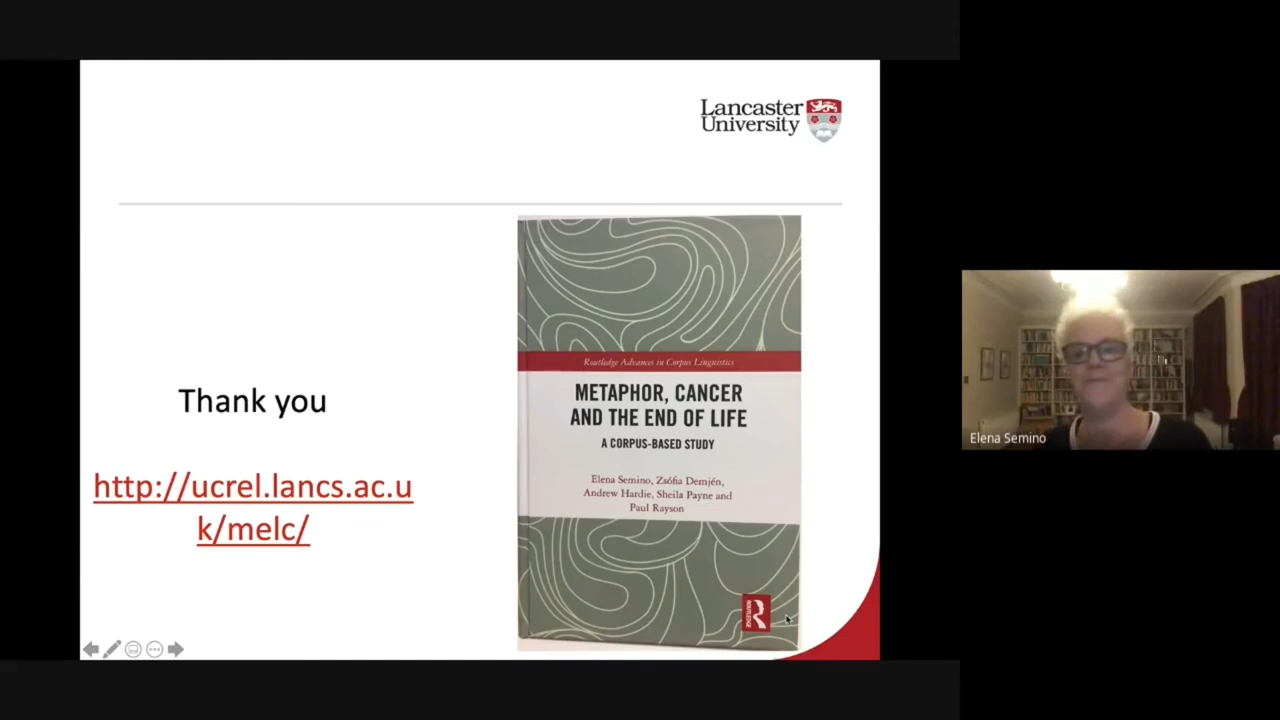 Lancaster
University
Routledge Advances in Corpus Linguistics
METAPHOR, CANCER
AND THE END OF LIFE
A CORPUS-BASED STUDY
Elena Semino, Zsófia Demjén,
Andrew Hardie, Sheila Payne and
Paul Rayson
ROUTLEDGE
Thank you
http://ucrel.lancs.ac.u
k/melc/
Elena Semino